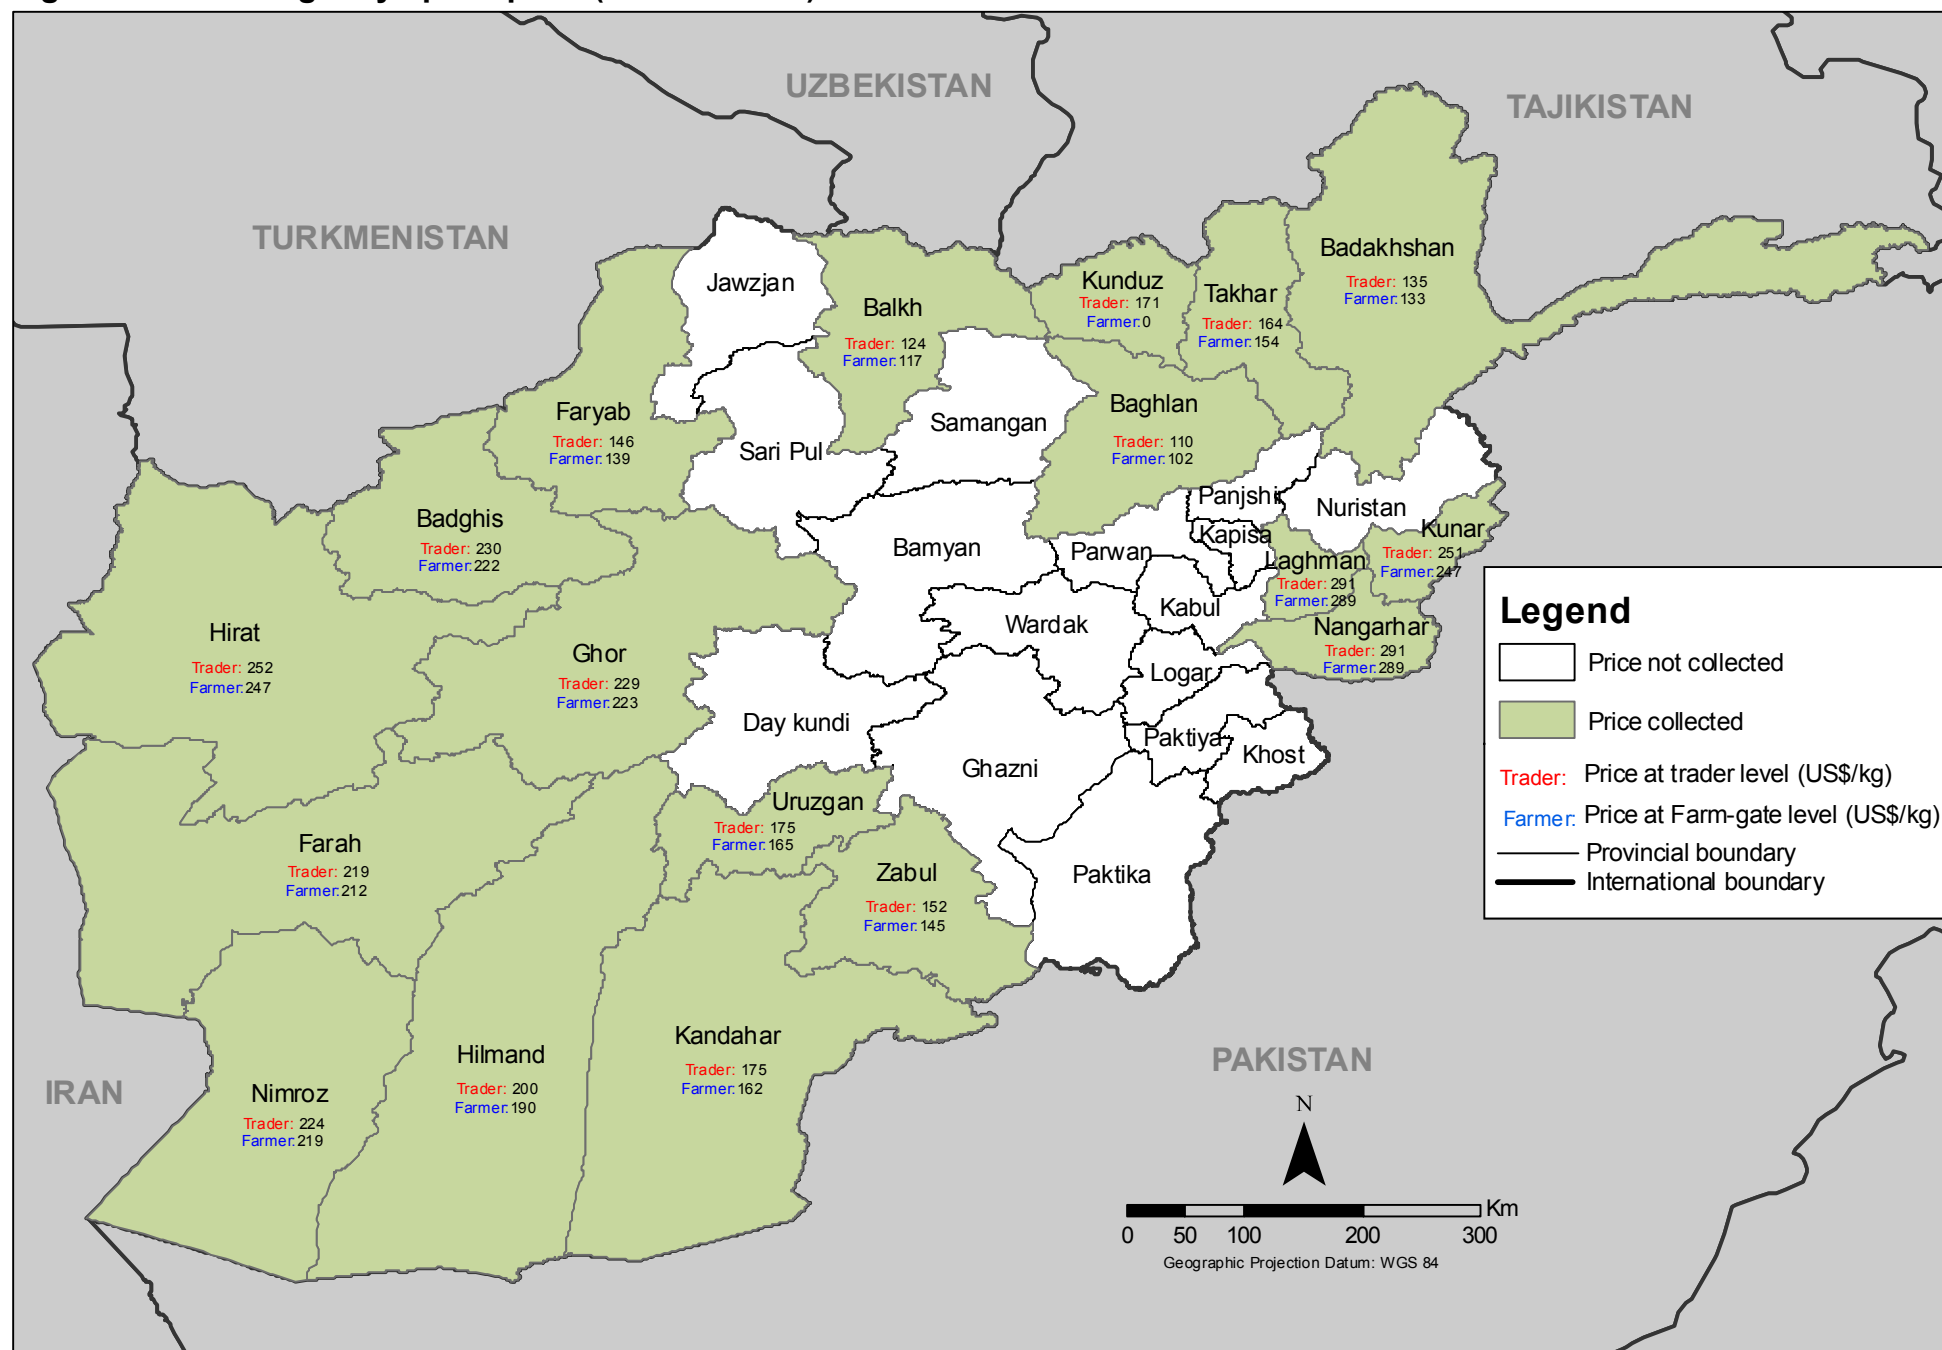 UZBEKISTAN
TAJIKISTAN
TURKMENISTAN
Badakhshan
Trader: 135
Farmer:133
Jawzjan
Kunduz
Trader: 171
Farmer:0
Takhar
Trader: 164
Farmer:154
Balkh
Trader: 124
Farmer:117
Faryab
Trader: 146
Farmer:139
Sari Pul
Samangan
Baghlan
Trader: 110
Farmer:102
Badghis
Trader: 230
Farmer:222
Panjshir
Nuristan
Kunar
Trader: 251
Farmer:247
Bamyan
Parwan
Kapisa
Laghman
Trader: 291
Farmer:289
Kabul
Wardak
Nangarhar
Trader: 291
Farmer:289
Hirat
Trader: 252
Farmer:247
Ghor
Trader: 229
Farmer:223
Logar
Day kundi
Paktiya
Khost
Ghazni
Uruzgan
Trader: 175
Farmer:165
Farah
Trader: 219
Farmer:212
Zabul
Trader: 152
Farmer:145
Paktika
Kandahar
Trader: 175
Farmer:162
Hilmand
Trader: 200
Farmer:190
Nimroz
Trader: 224
Farmer:219
IRAN
PAKISTAN
Legend
Price not collected
Price collected
Trader: Price at trader level (US$/kg)
Farmer: Price at Farm-gate level (US$/kg)
Provincial boundary
International boundary
N
Km
0 50 100 200 300
Geographic Projection Datum: WGS 84